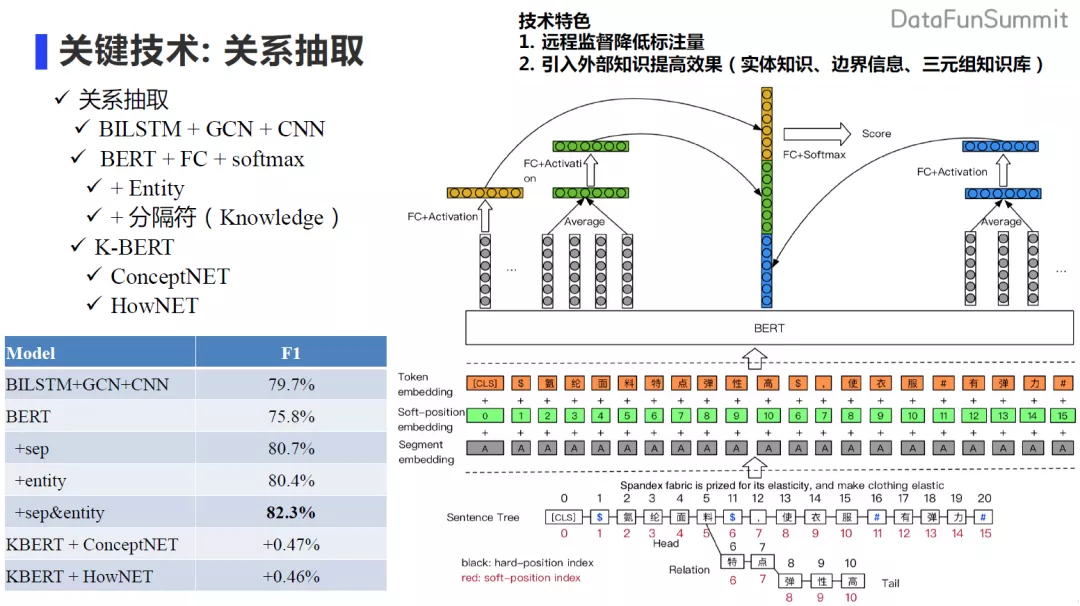 DataFunSummit
关键技术: 关系抽取
技术特色
1. 远程监督降低标注量
2. 引入外部知识提高效果（实体知识、边界信息、三元组知识库）
✓ 关系抽取
✓ BILSTM + GCN + CNN
✓ BERT + FC + softmax
✓ + Entity
✓ + 分隔符（Knowledge）
✓ K-BERT
✓ ConceptNET
✓ HowNET
Model F1
BILSTM+GCN+CNN 79.7%
BERT 75.8%
+sep 80.7%
+entity 80.4%
+sep&entity 82.3%
KBERT + ConceptNET +0.47%
KBERT + HowNET +0.46%
Score
FC+Softmax
FC+Activati
on
FC+Activation
FC+Activation
Average
Average
...
...
BERT
Token
embedding
[CLS] $ 氨 纶 面 料 特 点 弹 性 高 $ , 使 衣 服 # 有 弹 力 #
+ + + + + + + + + + + + + + + + + + + + +
Soft-position
embedding
0 1 2 3 4 5 6 7 8 9 10 6 7 8 9 10 11 12 13 14 15
+ + + + + + + + + + + + + + + + + + + + +
Segment
embedding
A A A A A A A A A A A A A A A A A A A A A
Spandex fabric is prized for its elasticity, and make clothing elastic
0 1 2 3 4 5 11 12 13 14 15 16 17 18 19 20
Sentence Tree [CLS] $ 氨 纶 面 料 $ , 使 衣 服 # 有 弹 力 #
0 1 2 3 4 5 6 7 8 9 10 11 12 13 14 15
Head
6 7
Relation 特 点
6 7
8 9 10
弹 性 高 Tail
8 9 10
black: hard-position index
red: soft-position index